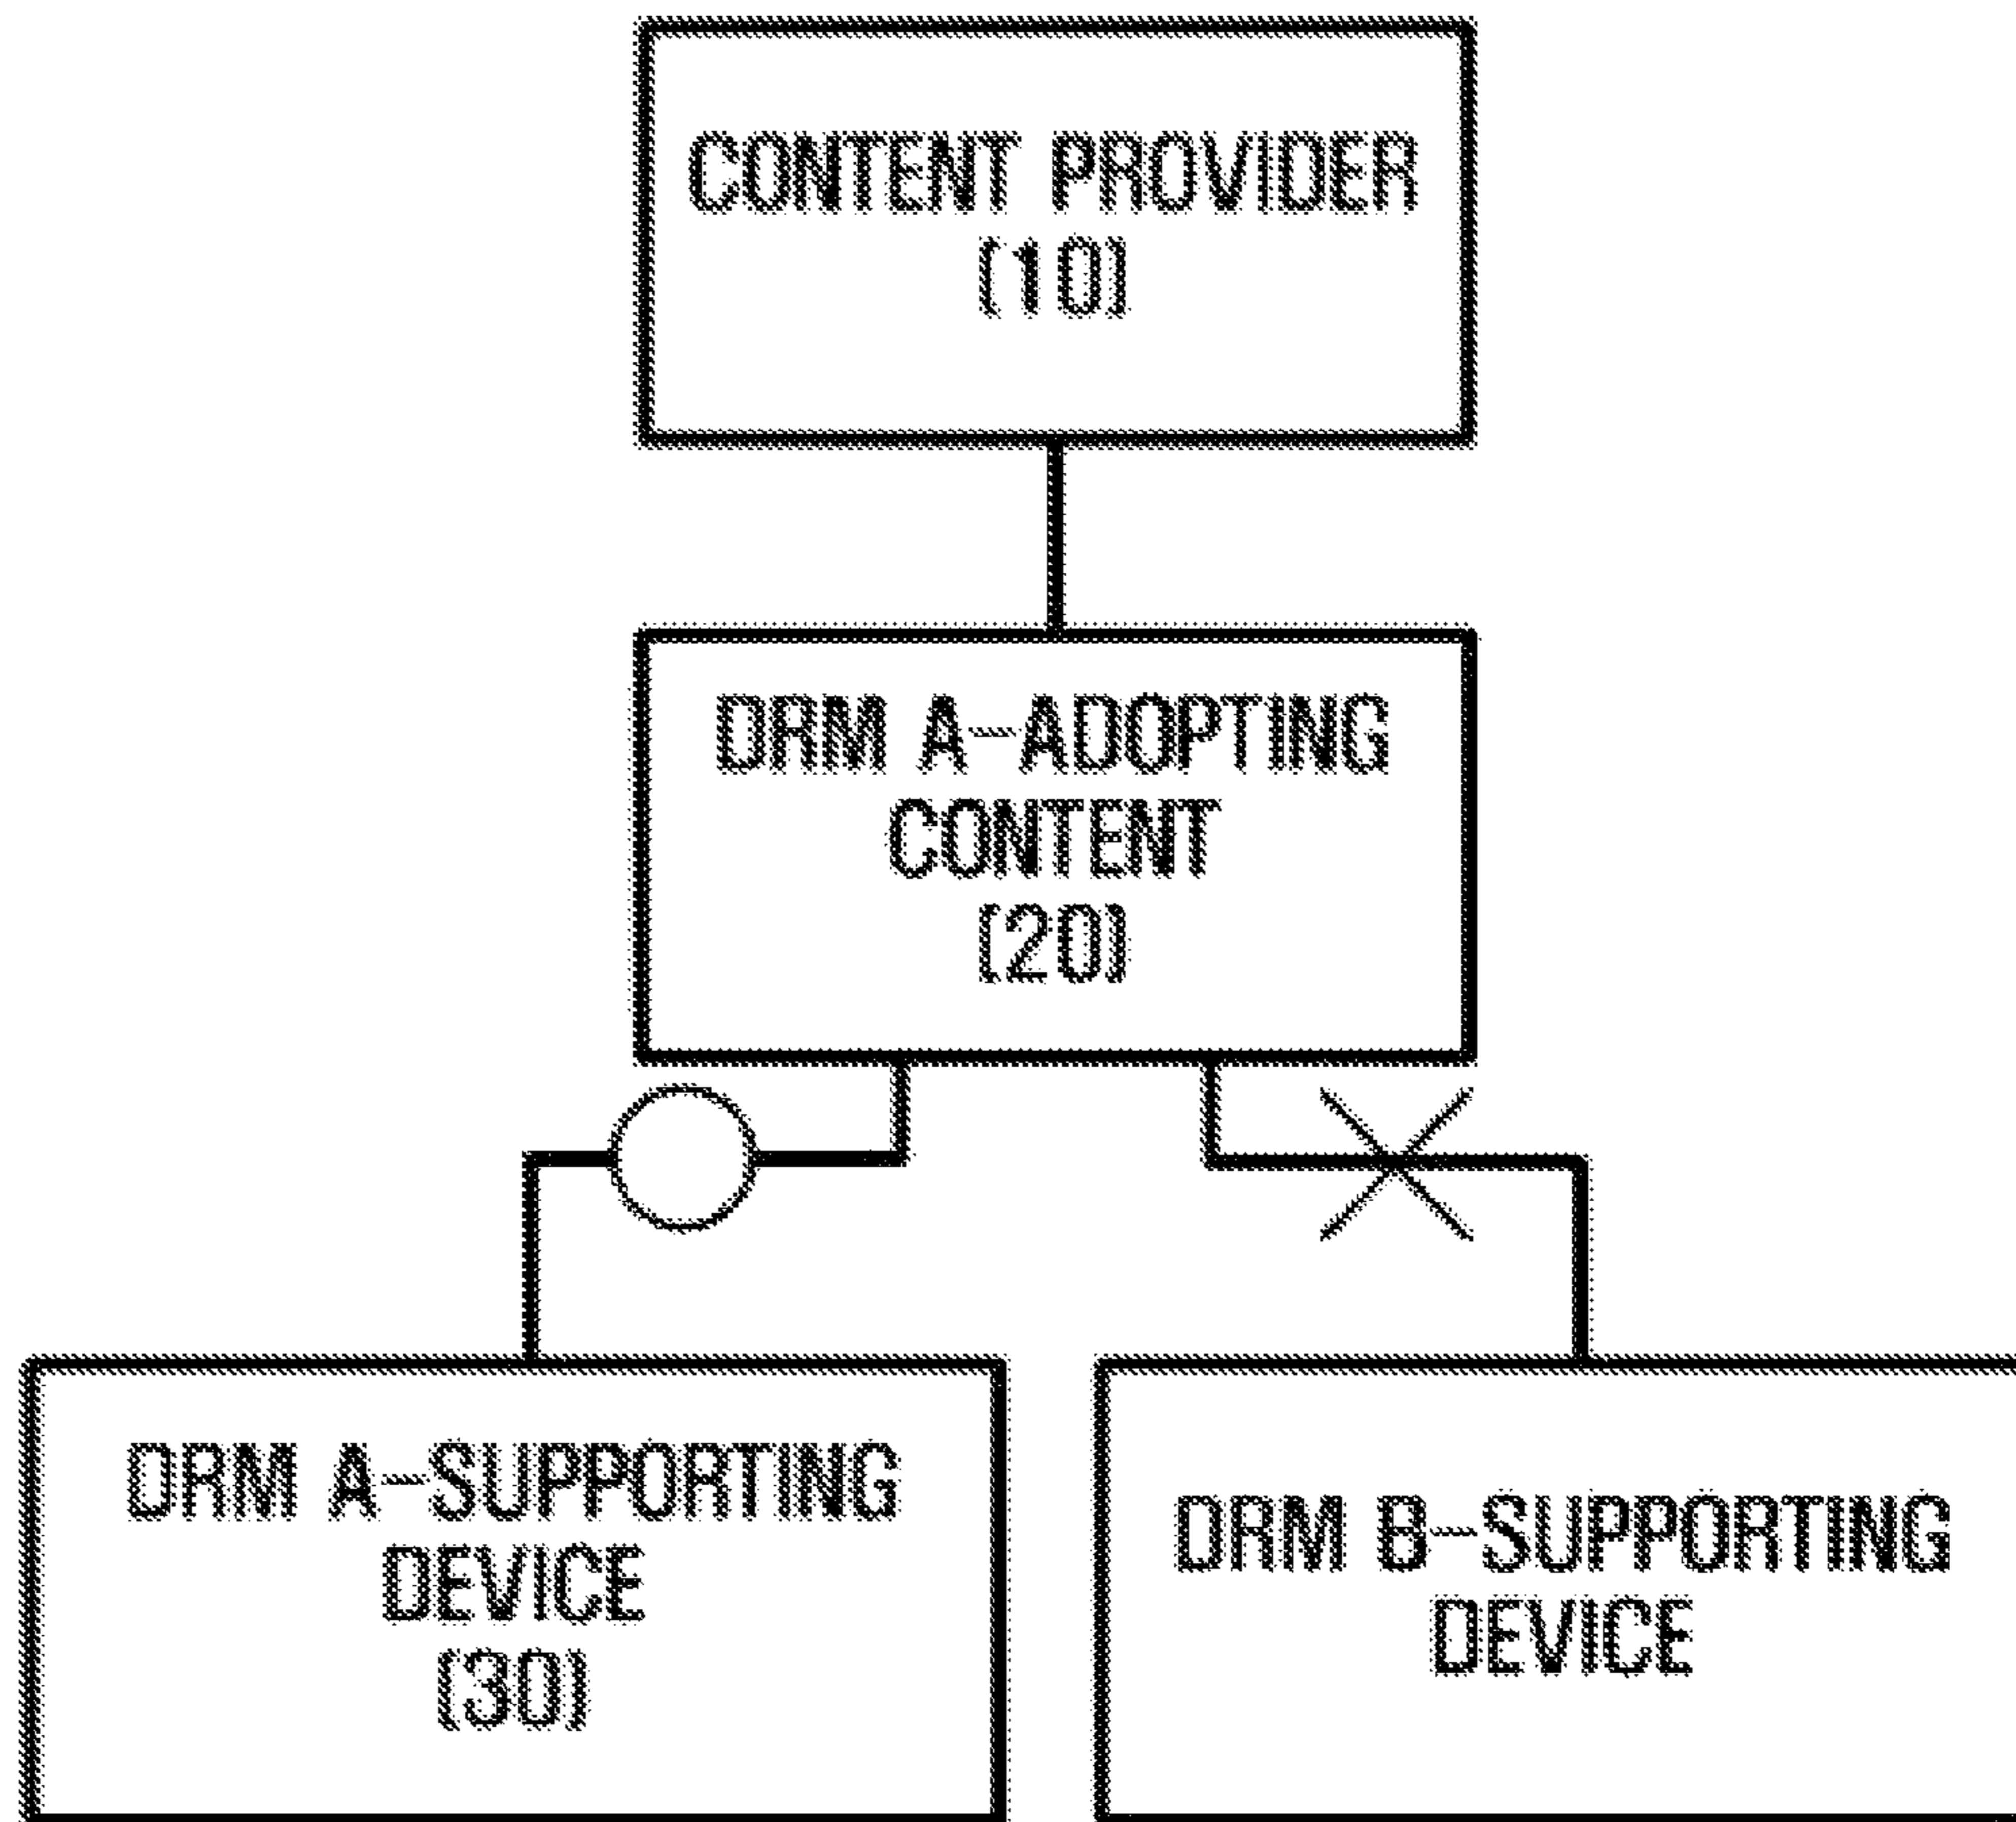 CONTENT PROVIDER
(10)
DRM A-ADOPTING
CONTENT
(20)
DRM A-SUPPORTING
DEVICE
(30)
DRM B-SUPPORTING
DEVICE